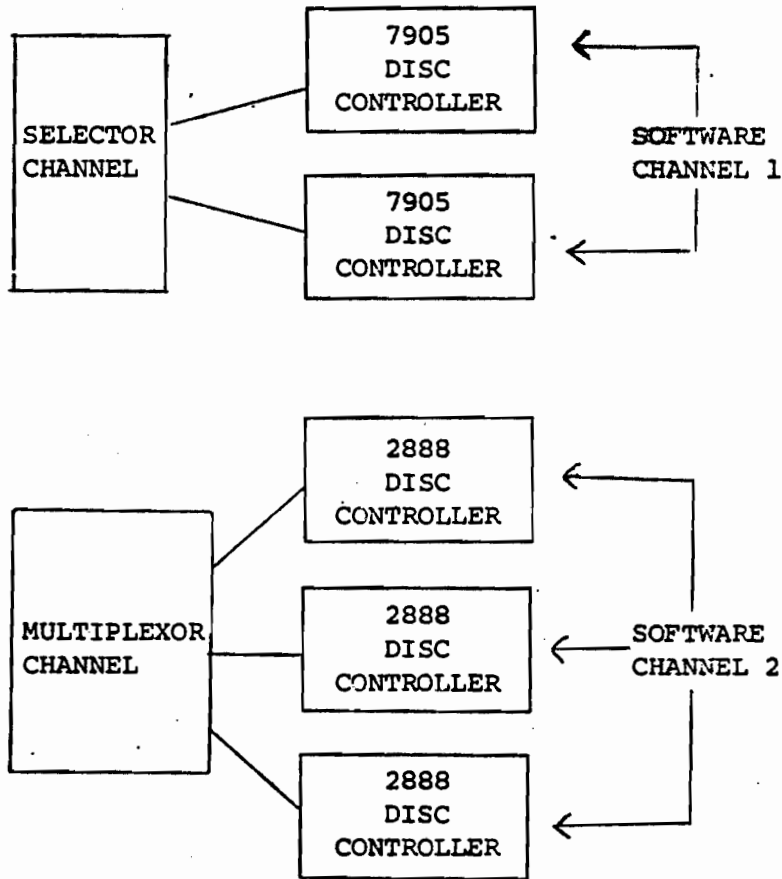 7905
DISC
CONTROLLER
SELECTOR
CHANNEL
SOFTWARE
CHANNEL 1
7905
DISC
CONTROLLER
2888
DISC
CONTROLLER
MULTIPLEXOR
CHANNEL
2888
DISC
CONTROLLER
SOFTWARE
CHANNEL 2
2888
DISC
CONTROLLER